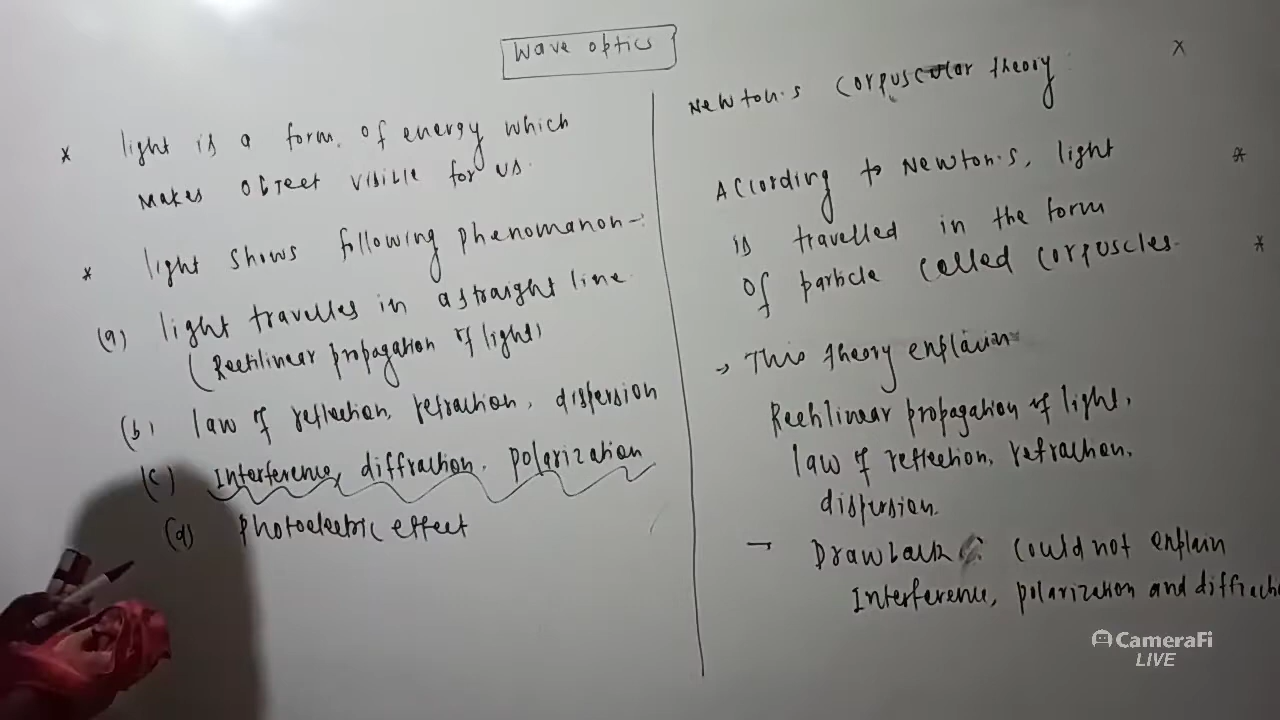 Wave optics
* light is a form of energy which
makes object visible for us.
* light shows following phenomanon-:
(a) light travelles in a straight line.
(Rectilinear propagation of light)
(b) law of reflection, refraction, dispersion
(c) Interference, diffraction, polarization
(d) Photoelectric effect
Newton's corpuscular theory
According to Newton's, light
is travelled in the form
of particle called corpuscles.
→ This theory explain
Rectilinear propagation of light,
law of reflection, refraction,
dispersion.
→ Drawback : could not explain
Interference, polarization and diffractio
CameraFi
LIVE